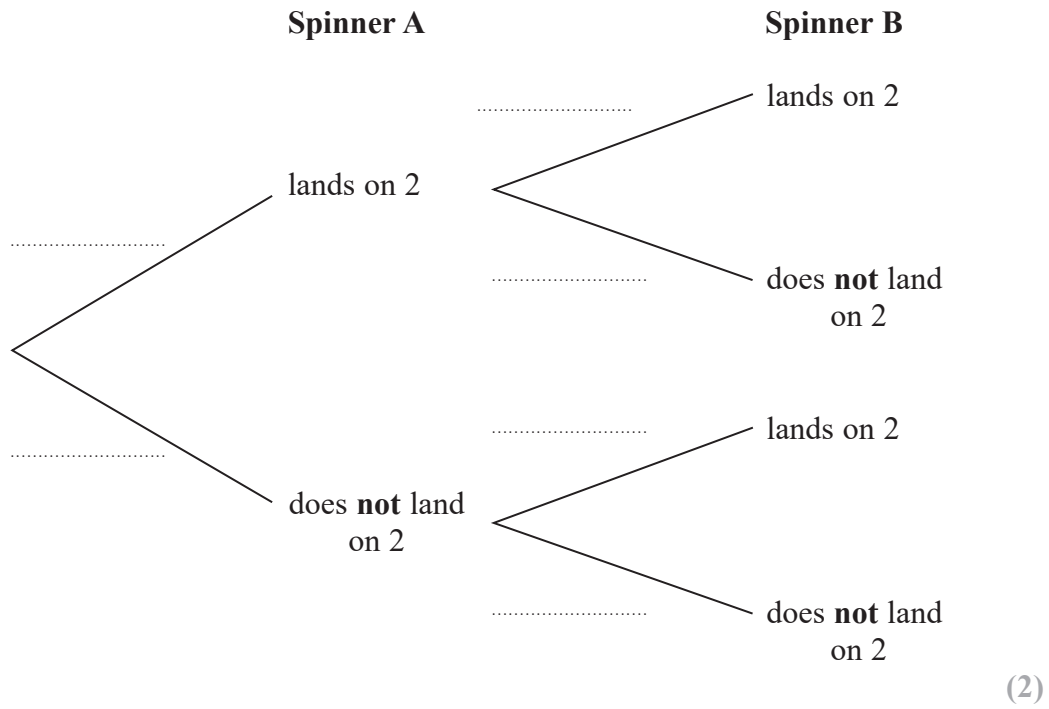 Spinner A
Spinner B
lands on 2
lands on 2
does not land
on 2
lands on 2
does not land
on 2
does not land
on 2
(2)